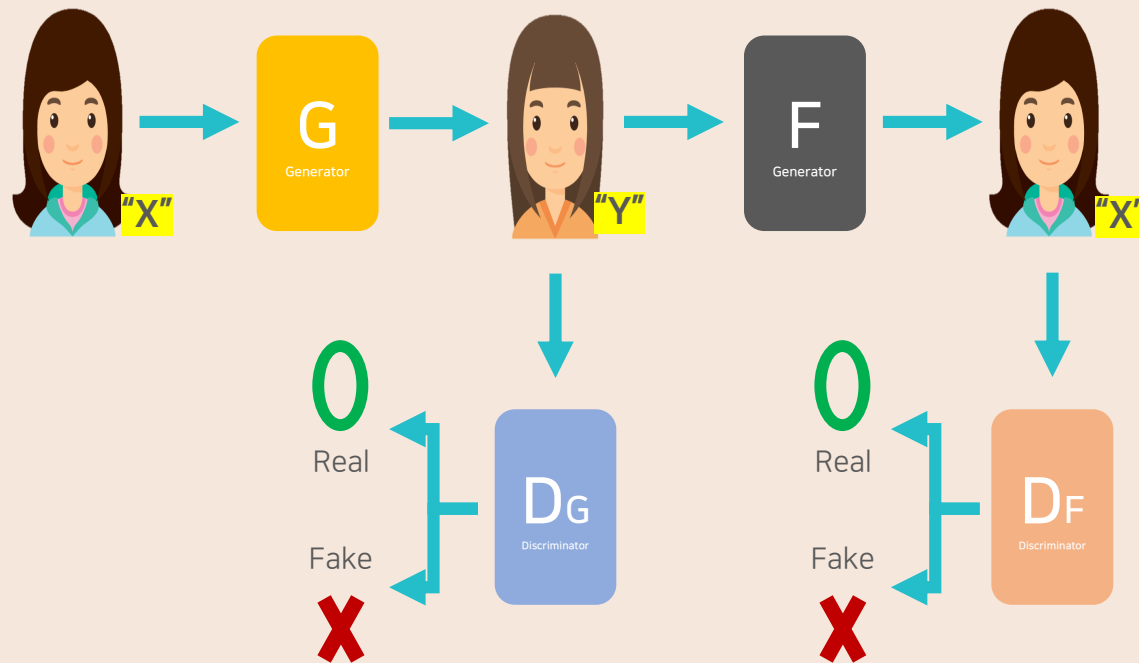 G
Generator
F
Generator
“X”
“Y”
“X”
Real
Fake
DG
Discriminator
Real
Fake
DF
Discriminator